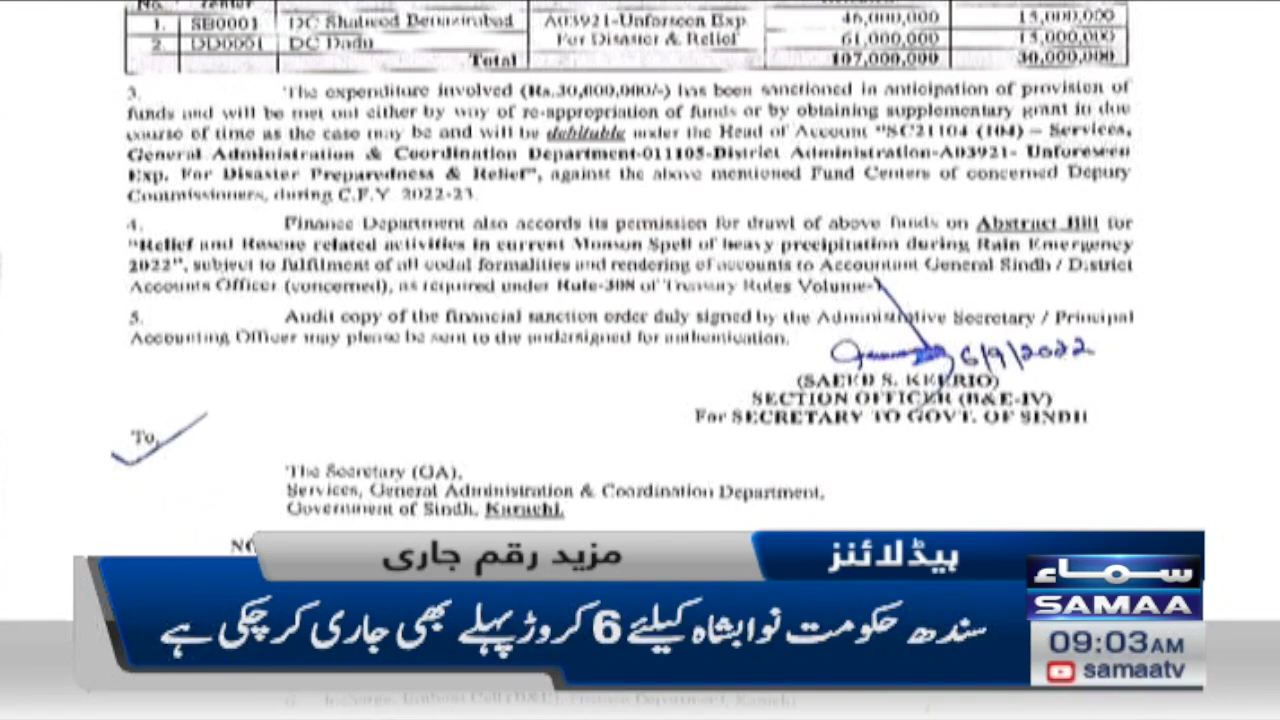 No. center
1. SB0001 DC Shaheed Benazirabad A03921-Unforseen Exp 46,000,000 15,000,000
2. DD0001 DC Dadu For Disaster & Relief 61,000,000 15,000,000
Total 107,000,000 30,000,000
3. The expenditure involved (Rs.30,000,000/-) has been sanctioned in anticipation of provision of
funds and will be met out either by way of re-appropriation of funds or by obtaining supplementary grant in due
course of time as the case may be and will be debitable under the Head of Account "SC21104 (104) – Services,
General Administration & Coordination Department-011105-District Administration-A03921- Unforeseen
Exp. For Disaster Preparedness & Relief", against the above mentioned Fund Centers of concerned Deputy
Commissioners, during C.F.Y 2022-23.
4. Finance Department also accords its permission for drawl of above funds on Abstract Bill for
"Relief and Rescue related activities in current Monson Spell of heavy precipitation during Rain Emergency
2022", subject to fulfilment of all codal formalities and rendering of accounts to Accountant General Sindh / District
Accounts Officer (concerned), as required under Rule-308 of Treasury Rules Volume-
5. Audit copy of the financial sanction order duly signed by the Administrative Secretary / Principal
Accounting Officer may please be sent to the undersigned for authentication.
6/9/2022
(SAEED S. KEERIO)
SECTION OFFICER (B&E-IV)
For SECRETARY TO GOVT. OF SINDH
To,
The Secretary (GA),
Services, General Administration & Coordination Department,
Government of Sindh, Karachi.
NO
ہیڈلائنز
مزید رقم جاری
سندھ حکومت نوابشاہ کیلئے 6 کروڑ پہلے بھی جاری کر چکی ہے
سماء
SAMAA
09:03 AM
samaatv